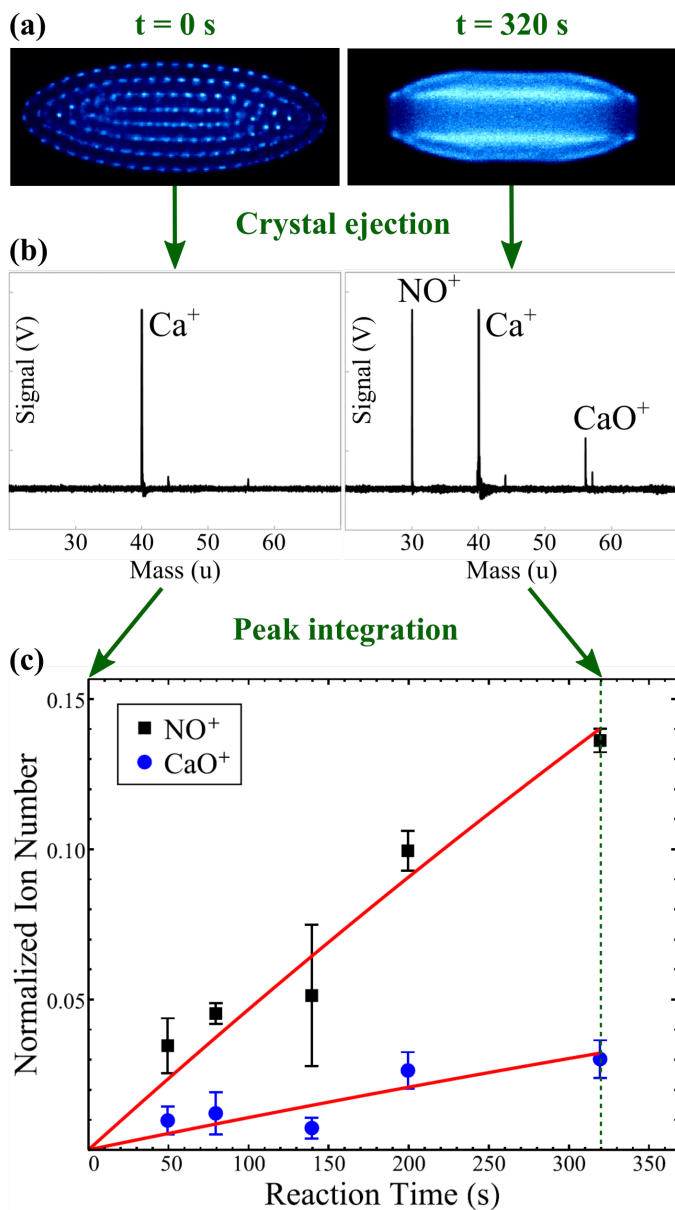 (a) t = 0 s t = 320 s
Crystal ejection
(b)
Signal (V)
Ca⁺
30 40 50 60
Mass (u)
Signal (V)
NO⁺
Ca⁺
CaO⁺
30 40 50 60
Mass (u)
Peak integration
(c)
Normalized Ion Number
0.15
0.10
0.05
NO⁺
CaO⁺
0 50 100 150 200 250 300 350
Reaction Time (s)